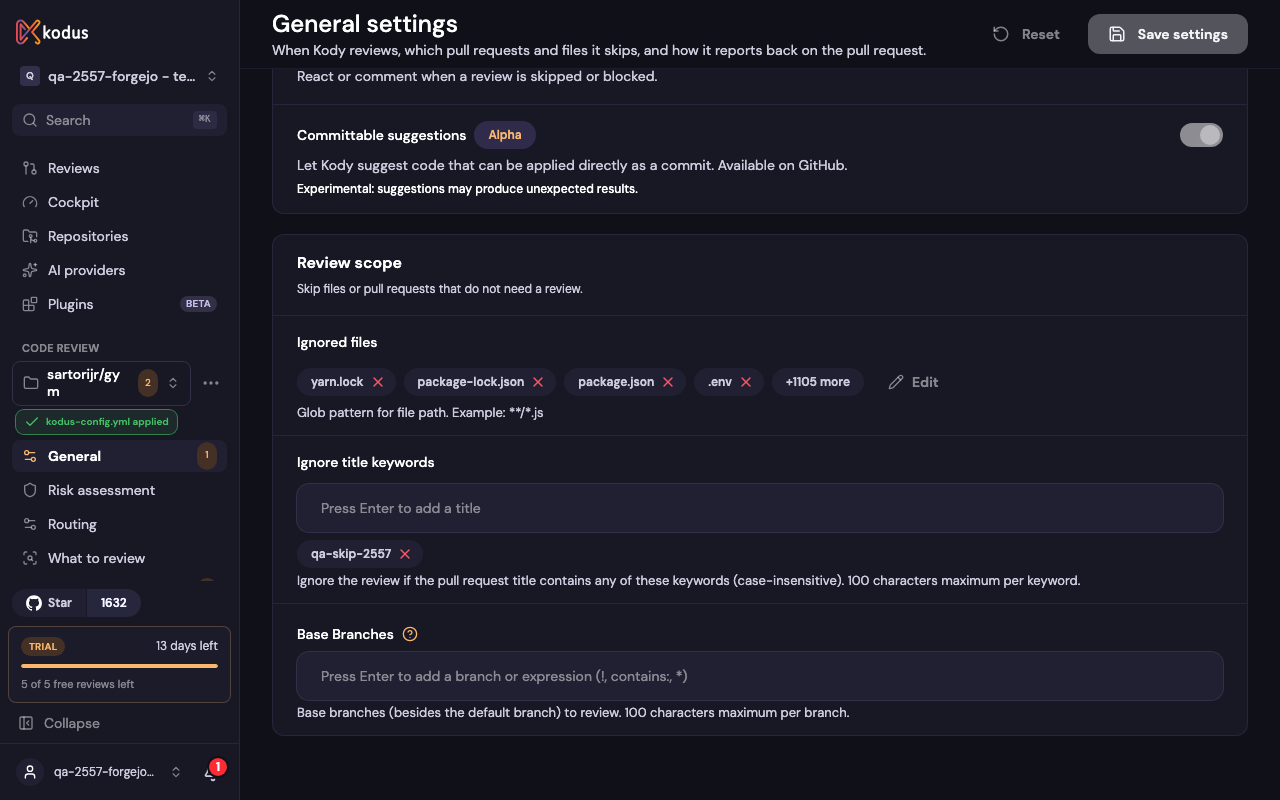 kodus
General settings
When Kody reviews, which pull requests and files it skips, and how it reports back on the pull request.
Reset
Save settings
Q
qa-2557-forgejo - te...
Search
⌘K
Reviews
Cockpit
Repositories
AI providers
Plugins
BETA
CODE REVIEW
sartorijr/gy
m
2
kodus-config.yml applied
General
1
Risk assessment
Routing
What to review
Star
1632
TRIAL
13 days left
5 of 5 free reviews left
Collapse
qa-2557-forgejo...
1
React or comment when a review is skipped or blocked.
Committable suggestions
Alpha
Let Kody suggest code that can be applied directly as a commit. Available on GitHub.
Experimental: suggestions may produce unexpected results.
Review scope
Skip files or pull requests that do not need a review.
Ignored files
yarn.lock
package-lock.json
package.json
.env
+1105 more
Edit
Glob pattern for file path. Example: **/*.js
Ignore title keywords
Press Enter to add a title
qa-skip-2557
Ignore the review if the pull request title contains any of these keywords (case-insensitive). 100 characters maximum per keyword.
Base Branches
Press Enter to add a branch or expression (!, contains:, *)
Base branches (besides the default branch) to review. 100 characters maximum per branch.